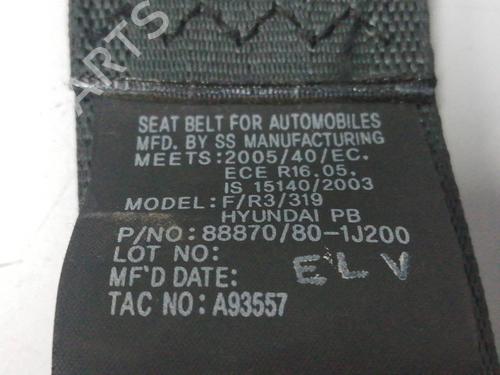 PARTS
SEAT BELT FOR AUTOMOBILES
MFD. BY SS MANUFACTURING
MEETS:2005/40/EC.
ECE R16.05.
IS 15140/2003
MODEL:F/R3/319
HYUNDAI PB
P/NO:88870/80-1J200
LOT NO:
MF'D DATE: ELV
TAC NO:A93557